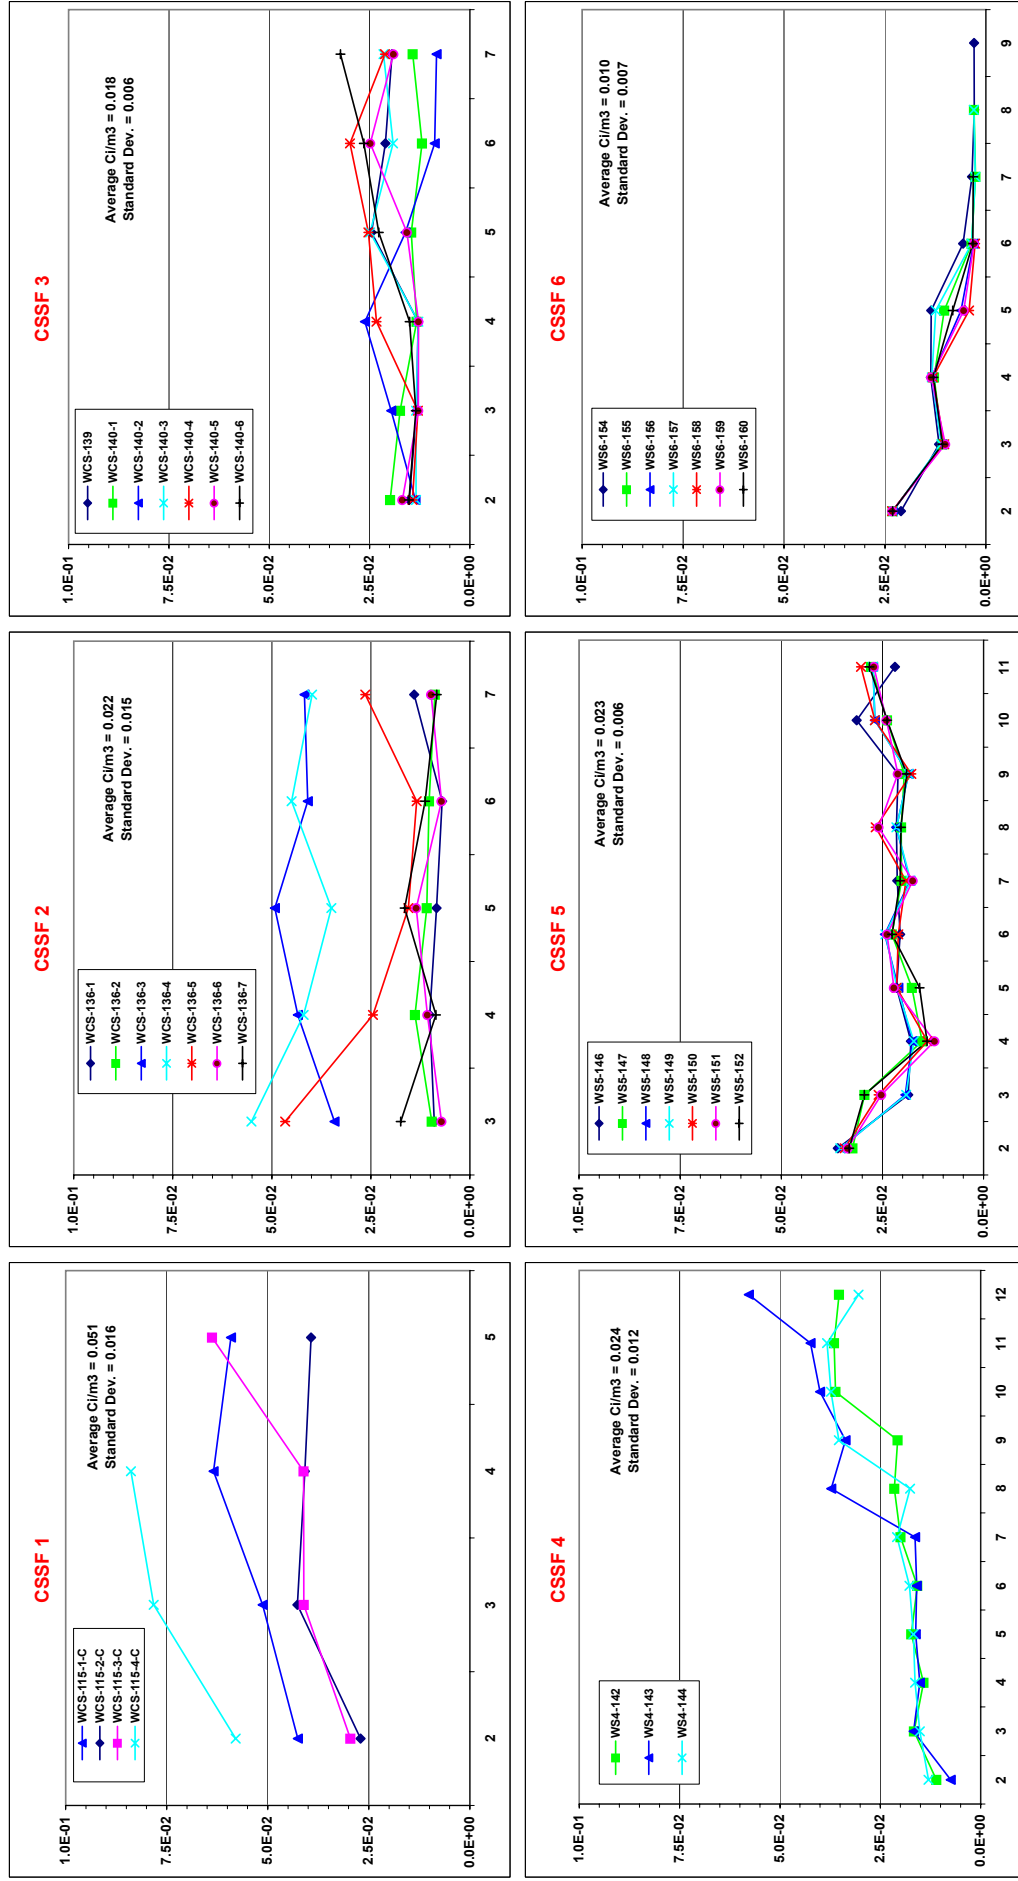 CSSF 1
1.0E-01
7.5E-02
5.0E-02
2.5E-02
0.0E+00
WCS-115-1-C
WCS-115-2-C
WCS-115-3-C
WCS-115-4-C
Average Ci/m3 = 0.051
Standard Dev. = 0.016
2 3 4 5
CSSF 2
1.0E-01
7.5E-02
5.0E-02
2.5E-02
0.0E+00
WCS-136-1
WCS-136-2
WCS-136-3
WCS-136-4
WCS-136-5
WCS-136-6
WCS-136-7
Average Ci/m3 = 0.022
Standard Dev. = 0.015
3 4 5 6 7
CSSF 3
1.0E-01
7.5E-02
5.0E-02
2.5E-02
0.0E+00
WCS-139
WCS-140-1
WCS-140-2
WCS-140-3
WCS-140-4
WCS-140-5
WCS-140-6
Average Ci/m3 = 0.018
Standard Dev. = 0.006
2 3 4 5 6 7
CSSF 4
1.0E-01
7.5E-02
5.0E-02
2.5E-02
0.0E+00
WS4-142
WS4-143
WS4-144
Average Ci/m3 = 0.024
Standard Dev. = 0.012
2 3 4 5 6 7 8 9 10 11 12
CSSF 5
1.0E-01
7.5E-02
5.0E-02
2.5E-02
0.0E+00
WS5-146
WS5-147
WS5-148
WS5-149
WS5-150
WS5-151
WS5-152
Average Ci/m3 = 0.023
Standard Dev. = 0.006
2 3 4 5 6 7 8 9 10 11
CSSF 6
1.0E-01
7.5E-02
5.0E-02
2.5E-02
0.0E+00
WS6-154
WS6-155
WS6-156
WS6-157
WS6-158
WS6-159
WS6-160
Average Ci/m3 = 0.010
Standard Dev. = 0.007
2 3 4 5 6 7 8 9